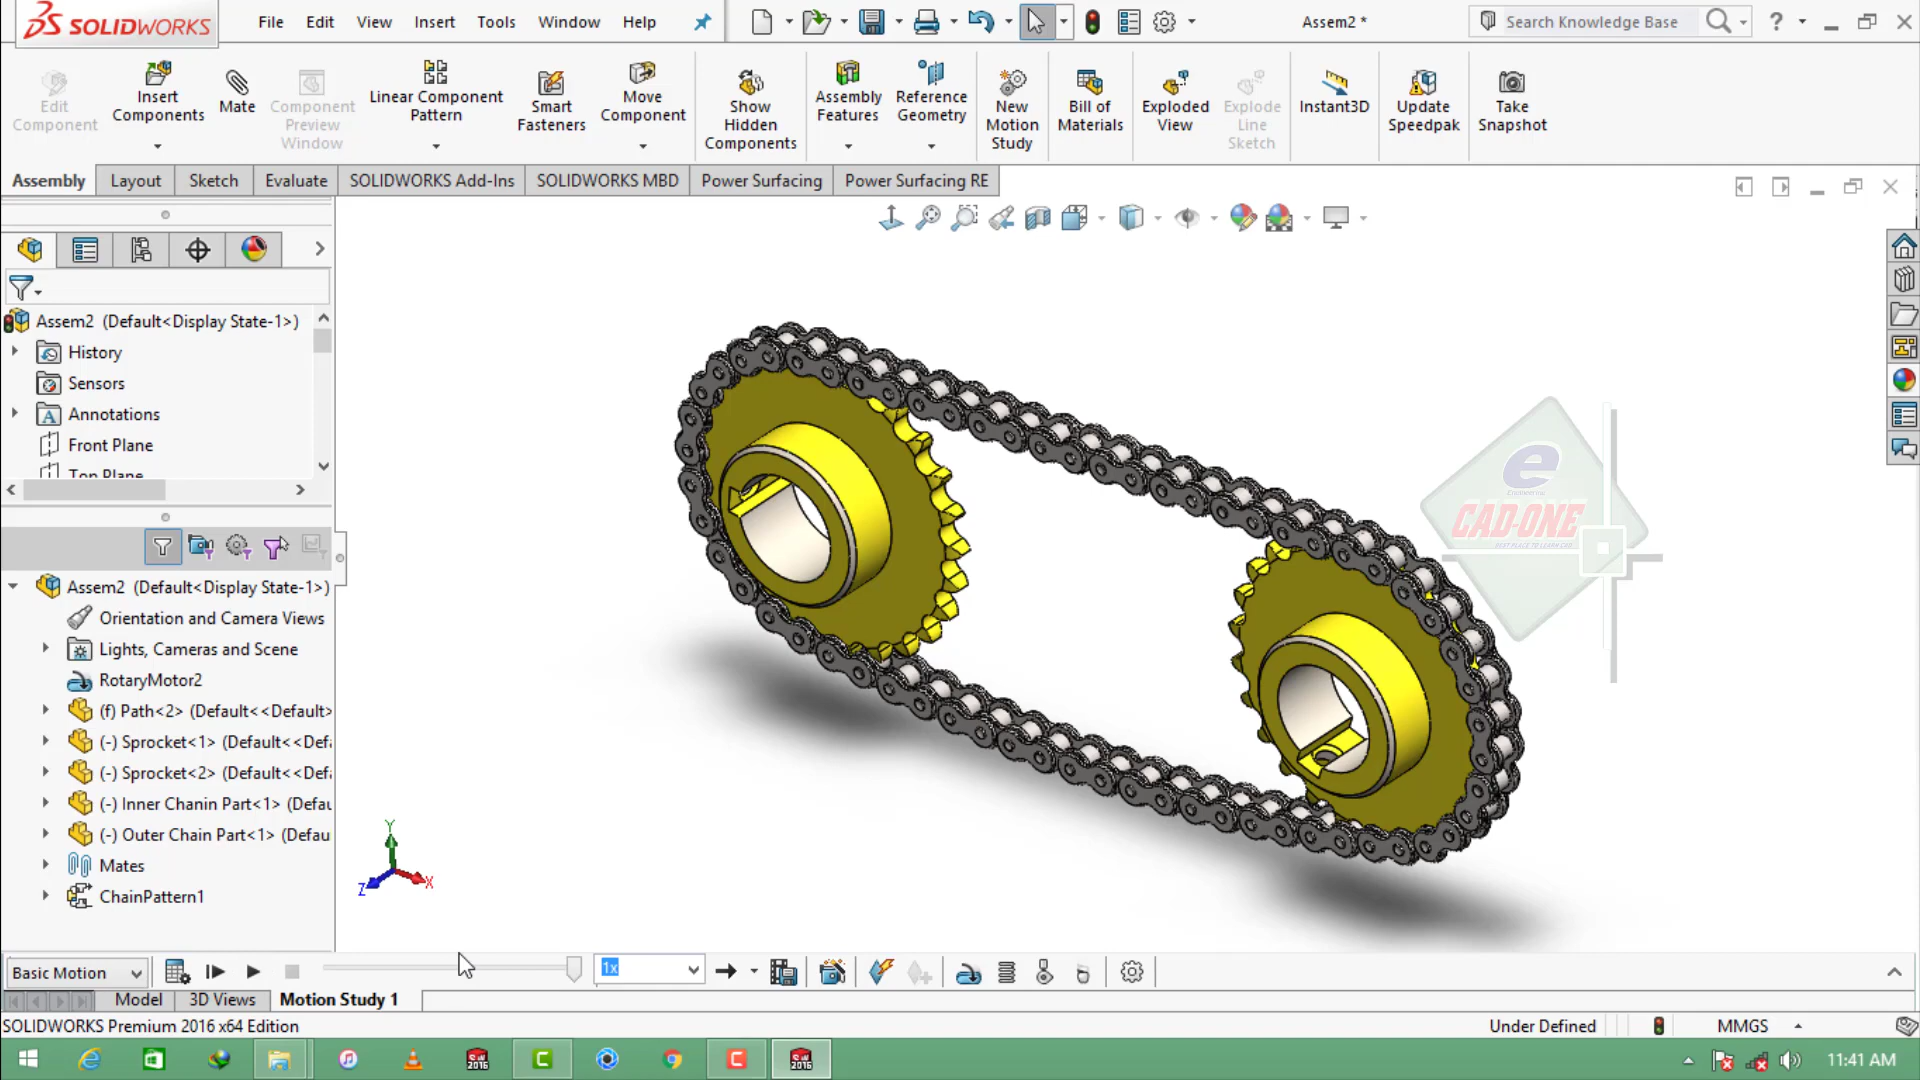 SOLIDWORKS
File Edit View Insert Tools Window Help
Assem2 *
Search Knowledge Base
?
Edit Component
Insert Components
Mate
Component Preview Window
Linear Component Pattern
Smart Fasteners
Move Component
Show Hidden Components
Assembly Features
Reference Geometry
New Motion Study
Bill of Materials
Exploded View
Explode Line Sketch
Instant3D
Update Speedpak
Take Snapshot
Assembly Layout Sketch Evaluate SOLIDWORKS Add-Ins SOLIDWORKS MBD Power Surfacing Power Surfacing RE
Assem2 (Default<Display State-1>)
History
Sensors
Annotations
Front Plane
Top Plane
Assem2 (Default<Display State-1>)
Orientation and Camera Views
Lights, Cameras and Scene
RotaryMotor2
(f) Path<2> (Default<<Default>
(-) Sprocket<1> (Default<<Def
(-) Sprocket<2> (Default<<Def
(-) Inner Chanin Part<1> (Defau
(-) Outer Chain Part<1> (Defau
Mates
ChainPattern1
Y
X
Z
e
CAD-ONE
BEST PLACE TO LEARN CAD
Basic Motion
1x
Model 3D Views Motion Study 1
SOLIDWORKS Premium 2016 x64 Edition
Under Defined
MMGS
11:41 AM